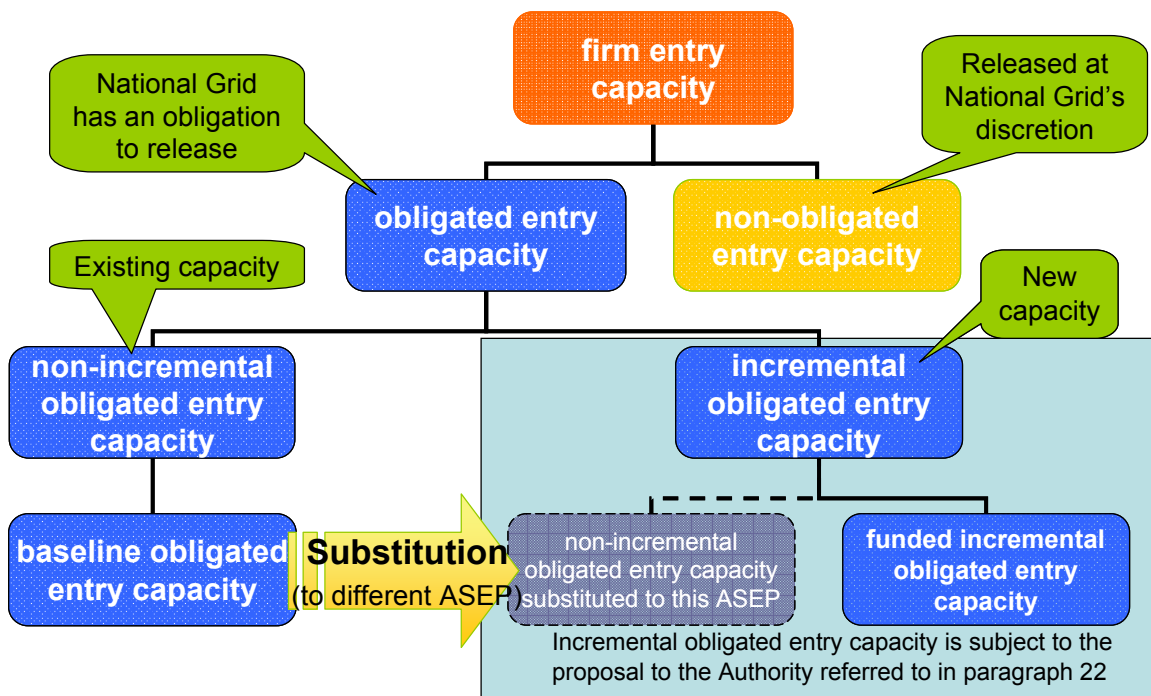 firm entry
capacity
National Grid
has an obligation
to release
Released at
National Grid’s
discretion
obligated entry
capacity
non-obligated
entry capacity
Existing capacity
New
capacity
non-incremental
obligated entry
capacity
incremental
obligated entry
capacity
baseline obligated
entry capacity
Substitution
(to different ASEP)
non-incremental
obligated entry capacity
substituted to this ASEP
funded incremental
obligated entry
capacity
Incremental obligated entry capacity is subject to the
proposal to the Authority referred to in paragraph 22